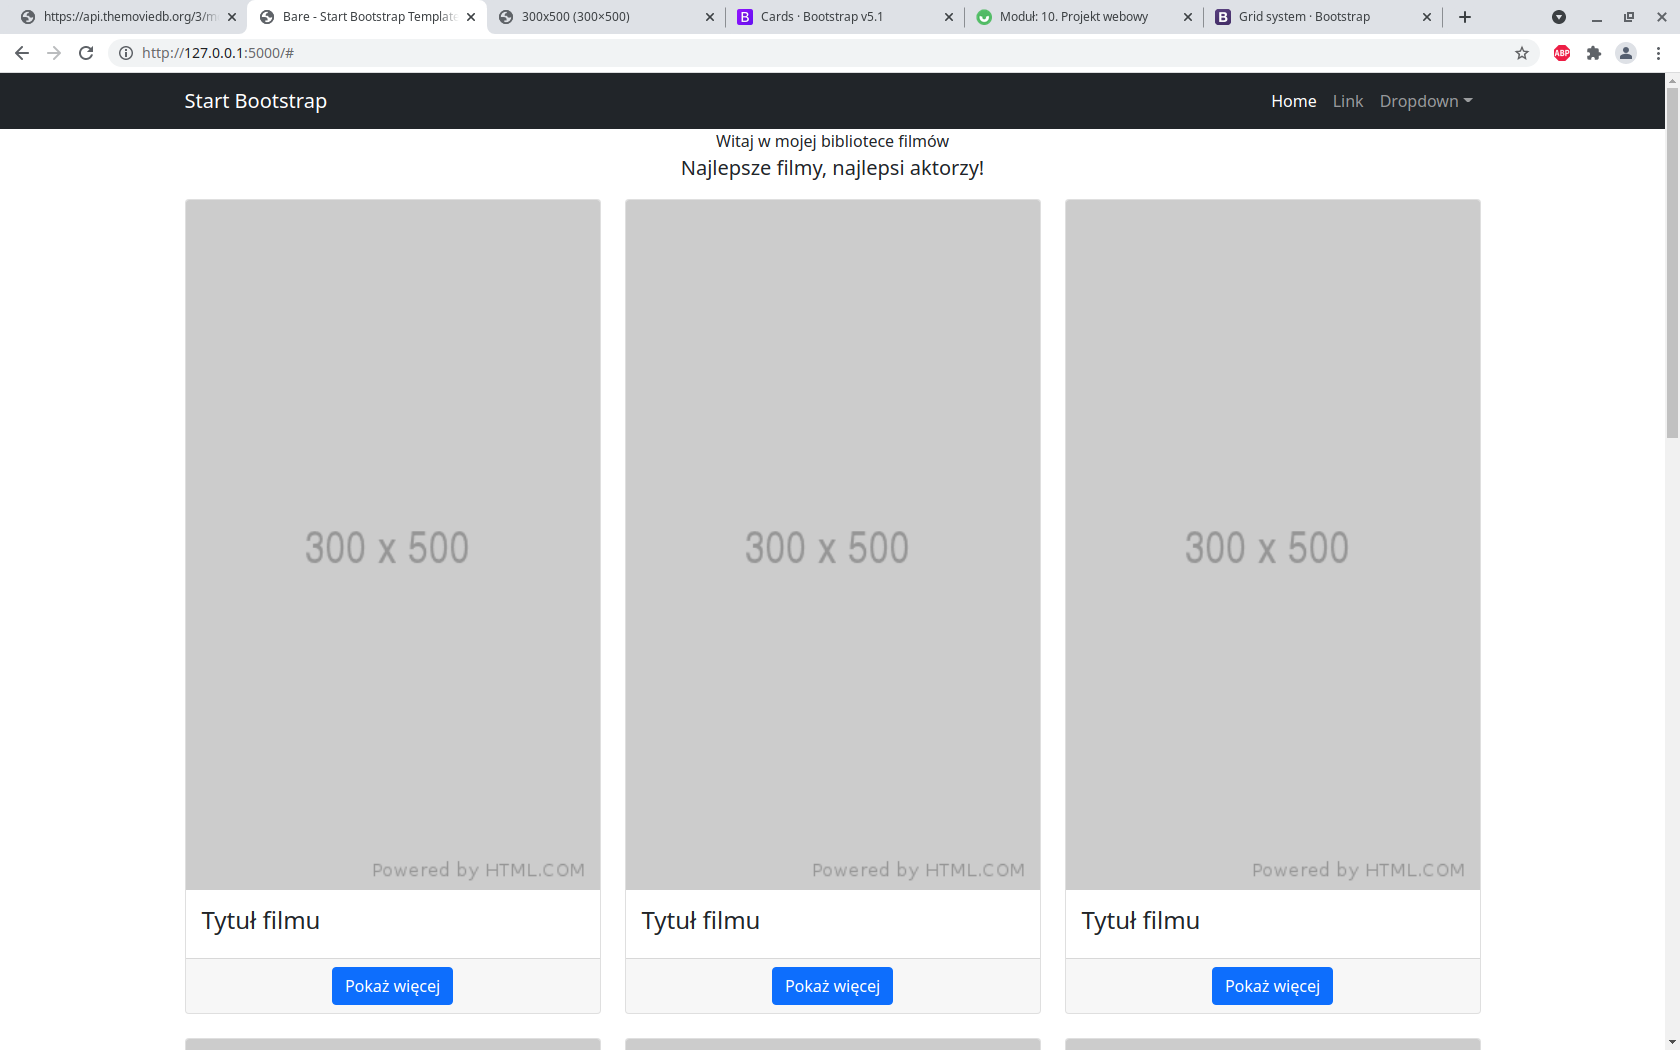 https://api.themoviedb.org/3/m
Bare - Start Bootstrap Template
300x500 (300×500)
Cards · Bootstrap v5.1
Moduł: 10. Projekt webowy
Grid system · Bootstrap
http://127.0.0.1:5000/#
ABP
Start Bootstrap
Home
Link
Dropdown
Witaj w mojej bibliotece filmów
Najlepsze filmy, najlepsi aktorzy!
300 x 500
Powered by HTML.COM
Tytuł filmu
Pokaż więcej
300 x 500
Powered by HTML.COM
Tytuł filmu
Pokaż więcej
300 x 500
Powered by HTML.COM
Tytuł filmu
Pokaż więcej